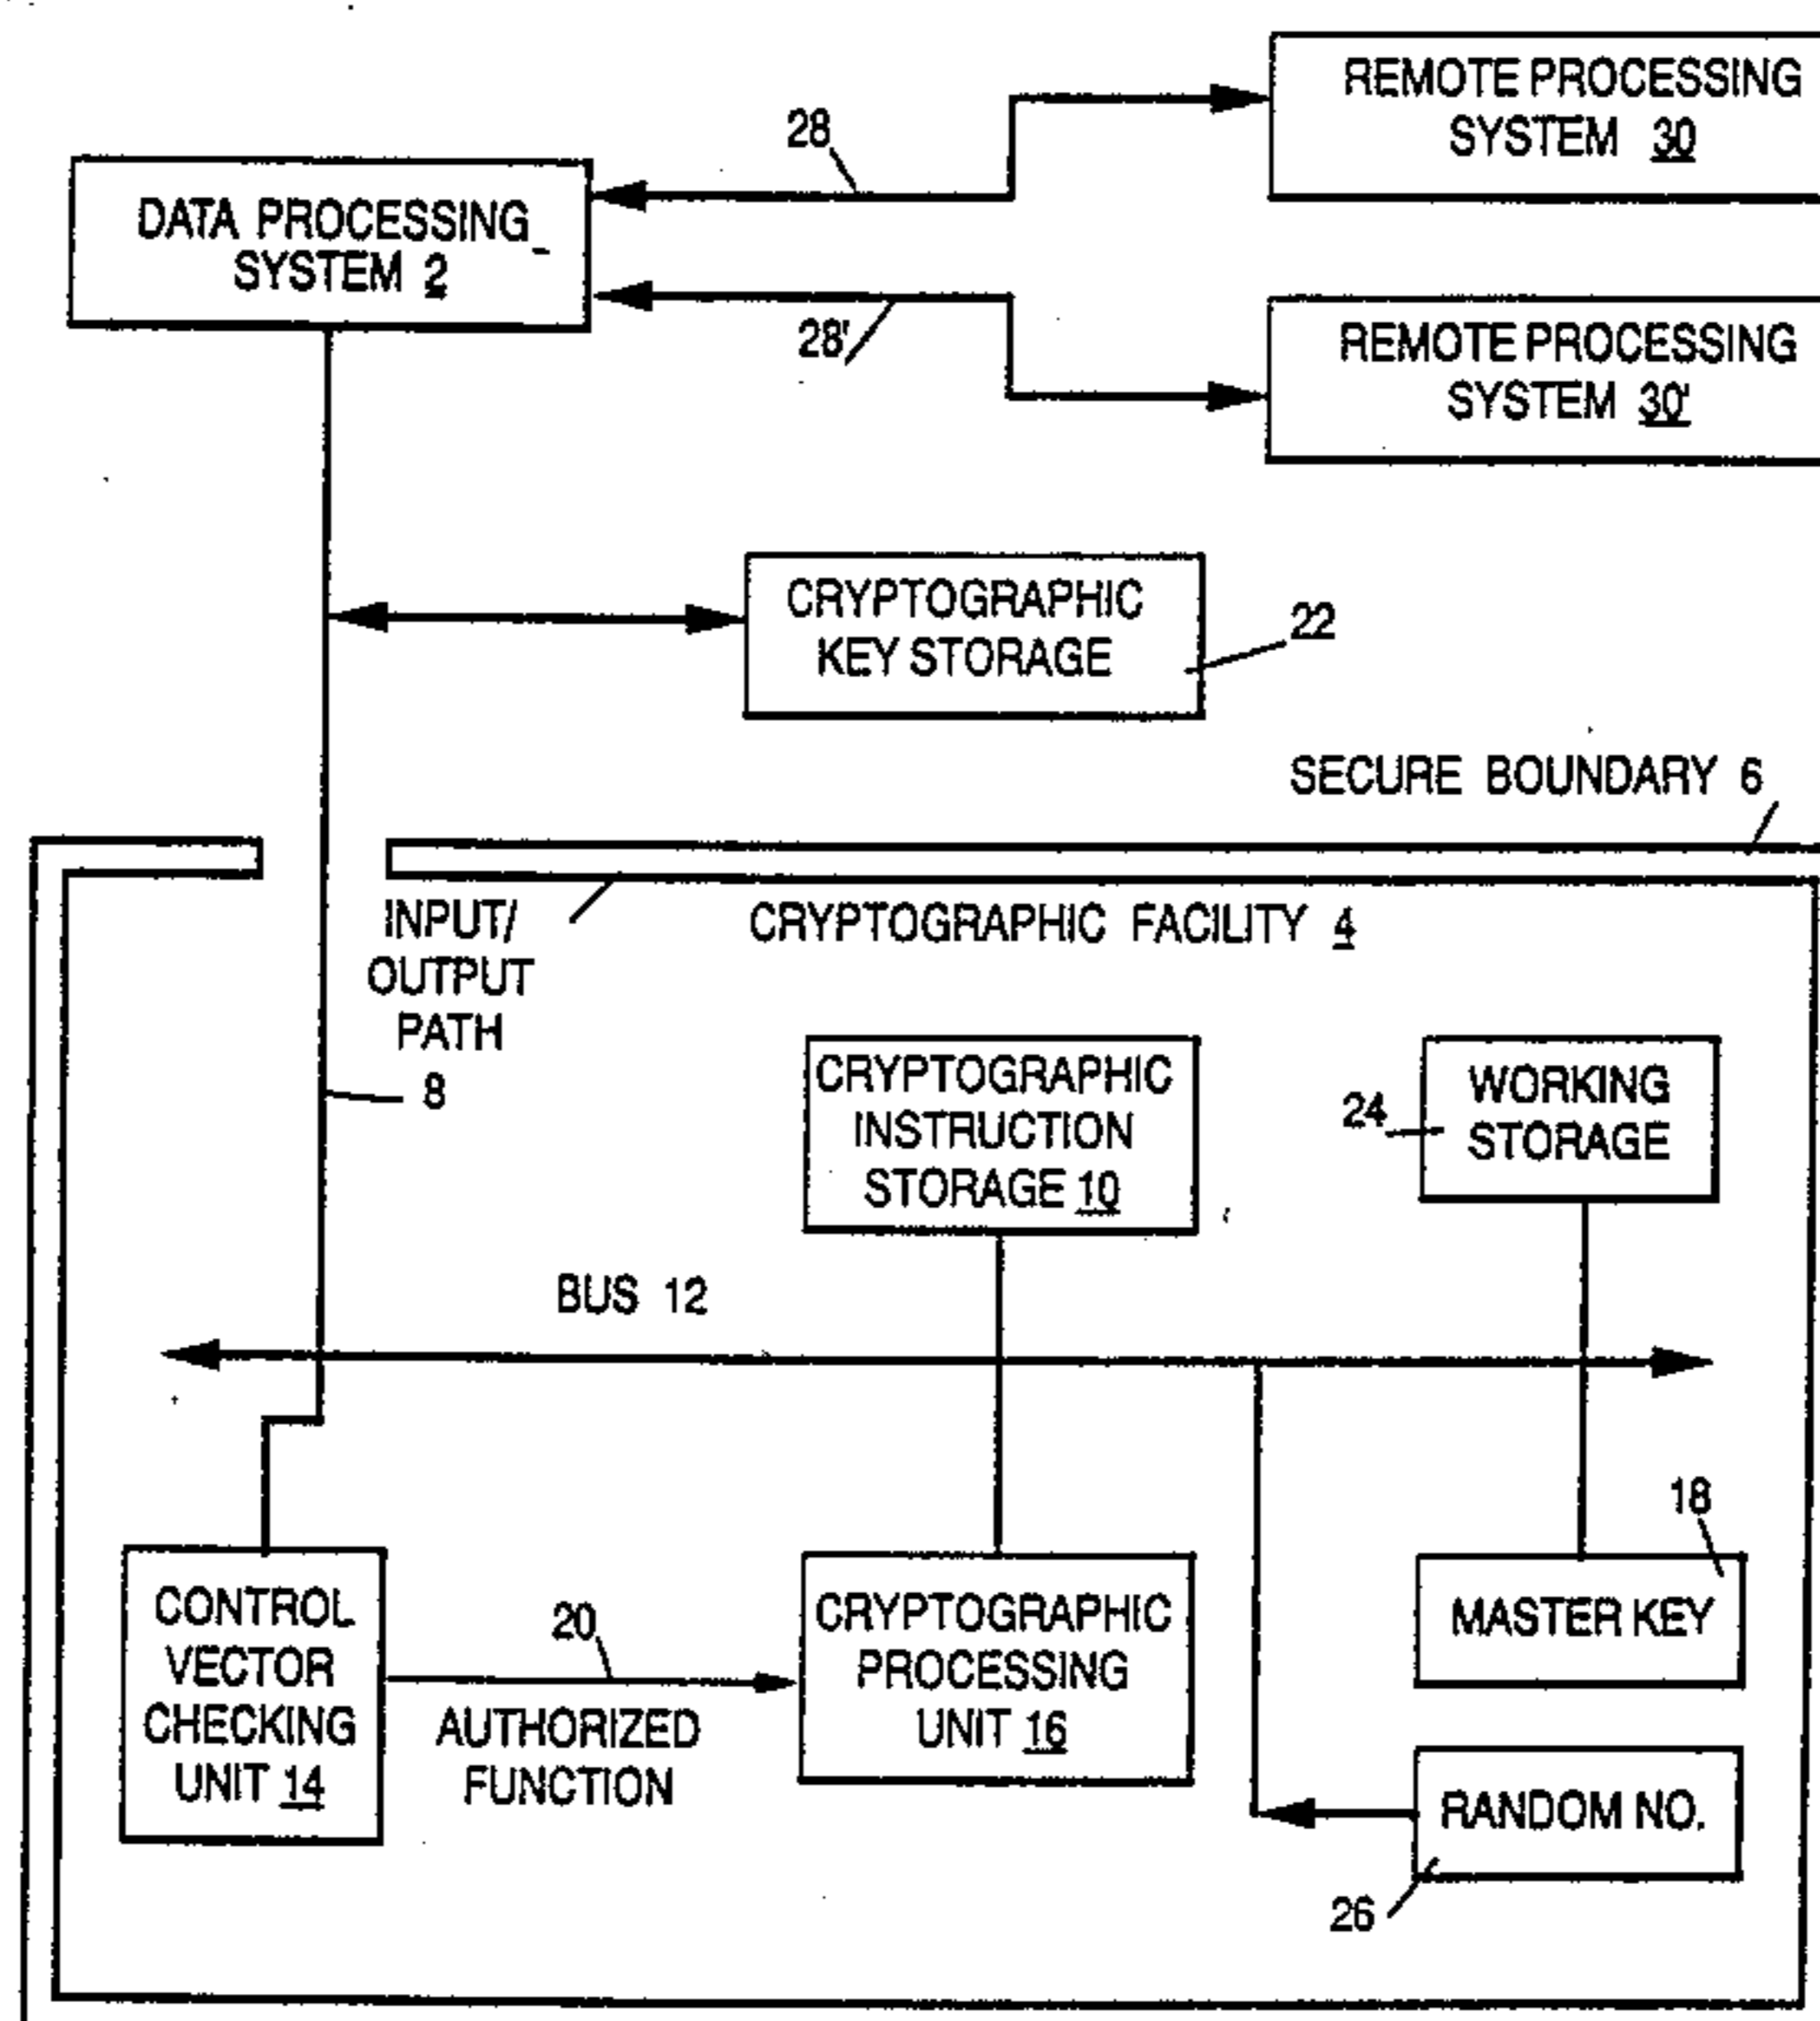 REMOTE PROCESSING
SYSTEM 30
28
DATA PROCESSING
SYSTEM 2
28'
REMOTE PROCESSING
SYSTEM 30'
CRYPTOGRAPHIC
KEY STORAGE
22
SECURE BOUNDARY 6
INPUT/
OUTPUT
PATH
8
CRYPTOGRAPHIC FACILITY 4
CRYPTOGRAPHIC
INSTRUCTION
STORAGE 10
24
WORKING
STORAGE
BUS 12
18
CONTROL
VECTOR
CHECKING
UNIT 14
20
AUTHORIZED
FUNCTION
CRYPTOGRAPHIC
PROCESSING
UNIT 16
MASTER KEY
RANDOM NO.
26